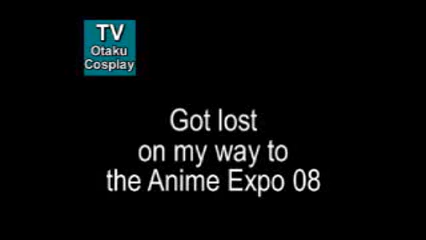 TV
Otaku
Cosplay
Got lost
on my way to
the Anime Expo 08